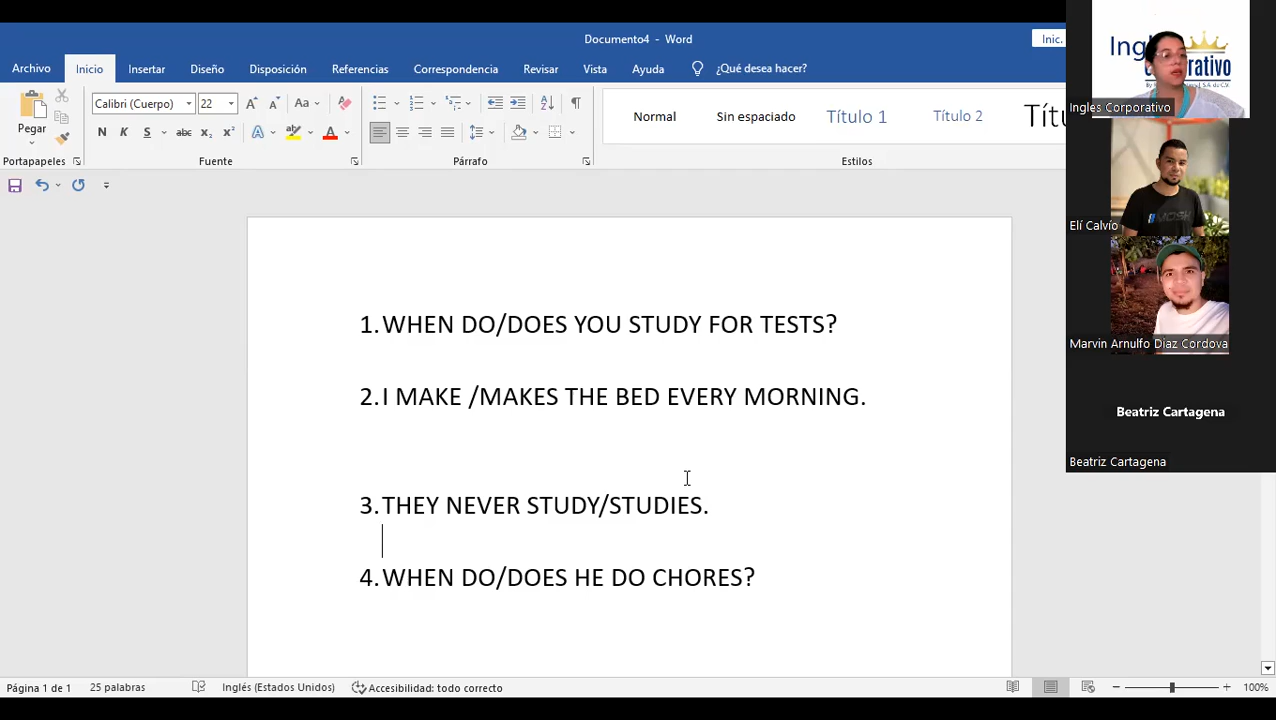 Documento4 - Word
Inic.
Archivo Inicio Insertar Diseño Disposición Referencias Correspondencia Revisar Vista Ayuda ¿Qué desea hacer?
Pegar
Calibri (Cuerpo) 22
Normal Sin espaciado Título 1 Título 2 Títu
Portapapeles Fuente Párrafo Estilos
1. WHEN DO/DOES YOU STUDY FOR TESTS?
2. I MAKE /MAKES THE BED EVERY MORNING.
3. THEY NEVER STUDY/STUDIES.
4. WHEN DO/DOES HE DO CHORES?
Ingles Corporativo
Elí Calvío
Marvin Arnulfo Diaz Cordova
Beatriz Cartagena
Beatriz Cartagena
Página 1 de 1 25 palabras Inglés (Estados Unidos) Accesibilidad: todo correcto 100%